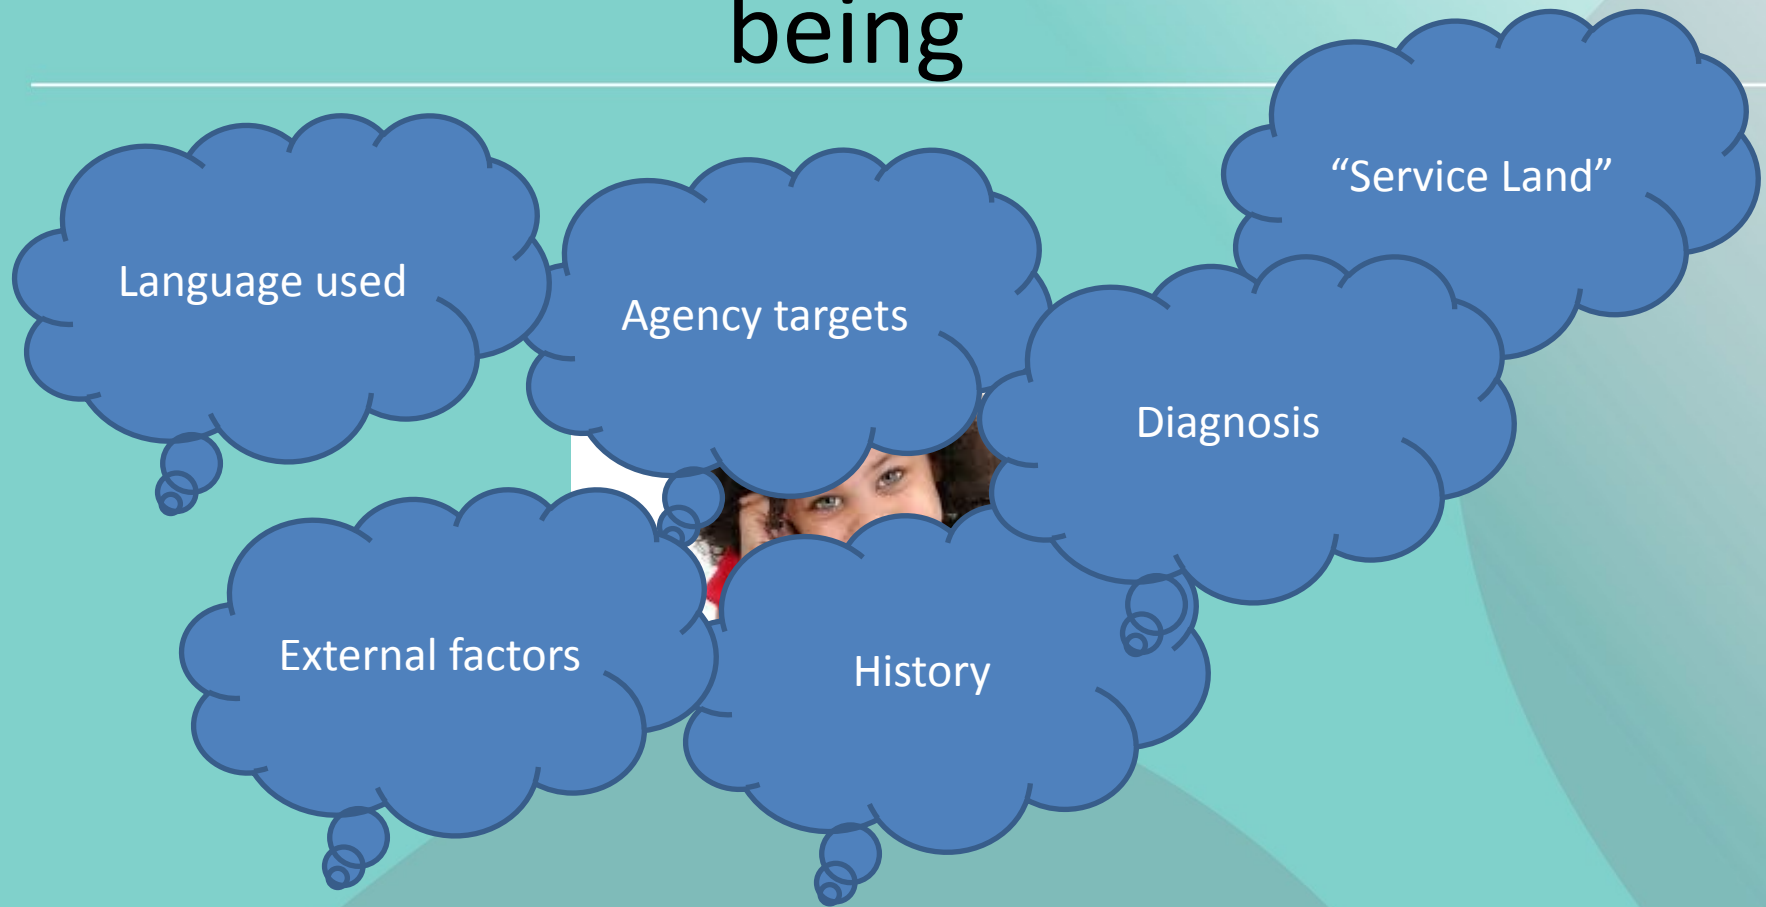 being
“Service Land”
Language used
Agency targets
Diagnosis
External factors
History